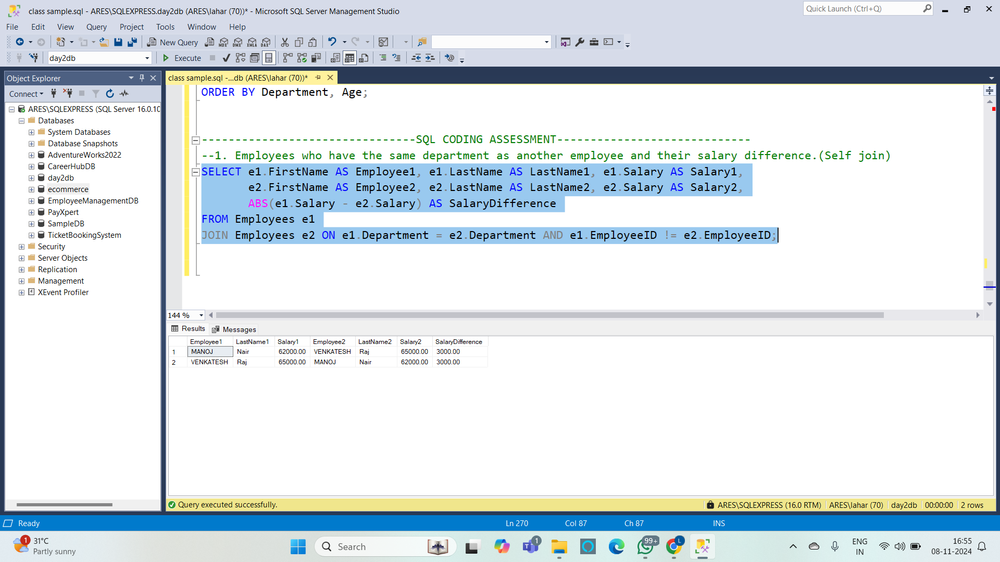 class sample.sql - ARES\SQLEXPRESS.day2db (ARES\lahar (70))* - Microsoft SQL Server Management Studio
Quick Launch (Ctrl+Q)
File Edit View Query Project Tools Window Help
New Query MDX DMX XMLA DAX
day2db Execute
Object Explorer
Connect
ARES\SQLEXPRESS (SQL Server 16.0.10
Databases
System Databases
Database Snapshots
AdventureWorks2022
CareerHubDB
day2db
ecommerce
EmployeeManagementDB
PayXpert
SampleDB
TicketBookingSystem
Security
Server Objects
Replication
Management
XEvent Profiler
class sample.sql -...db (ARES\lahar (70))*
ORDER BY Department, Age;
--------------------------------SQL CODING ASSESSMENT-----------------------------
--1. Employees who have the same department as another employee and their salary difference.(Self join)
SELECT e1.FirstName AS Employee1, e1.LastName AS LastName1, e1.Salary AS Salary1,
e2.FirstName AS Employee2, e2.LastName AS LastName2, e2.Salary AS Salary2,
ABS(e1.Salary - e2.Salary) AS SalaryDifference
FROM Employees e1
JOIN Employees e2 ON e1.Department = e2.Department AND e1.EmployeeID != e2.EmployeeID;
144 %
Results Messages
Employee1 LastName1 Salary1 Employee2 LastName2 Salary2 SalaryDifference
1 MANOJ Nair 62000.00 VENKATESH Raj 65000.00 3000.00
2 VENKATESH Raj 65000.00 MANOJ Nair 62000.00 3000.00
Query executed successfully. ARES\SQLEXPRESS (16.0 RTM) ARES\lahar (70) day2db 00:00:00 2 rows
Ready Ln 270 Col 87 Ch 87 INS
1 31°C
Partly sunny
Search
1
99+
L
ENG
IN
16:55
08-11-2024